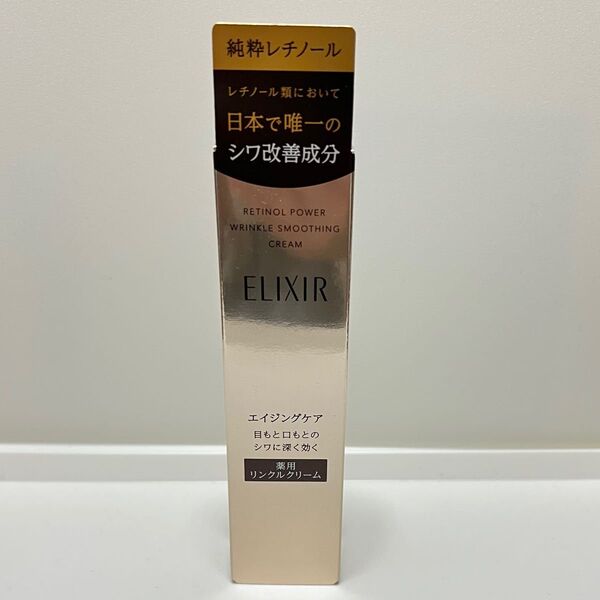 純粋レチノール
レチノール類において
日本で唯一の
シワ改善成分
RETINOL POWER
WRINKLE SMOOTHING
CREAM
ELIXIR
エイジングケア
目もと口もとの
シワに深く効く
薬用
リンクルクリーム